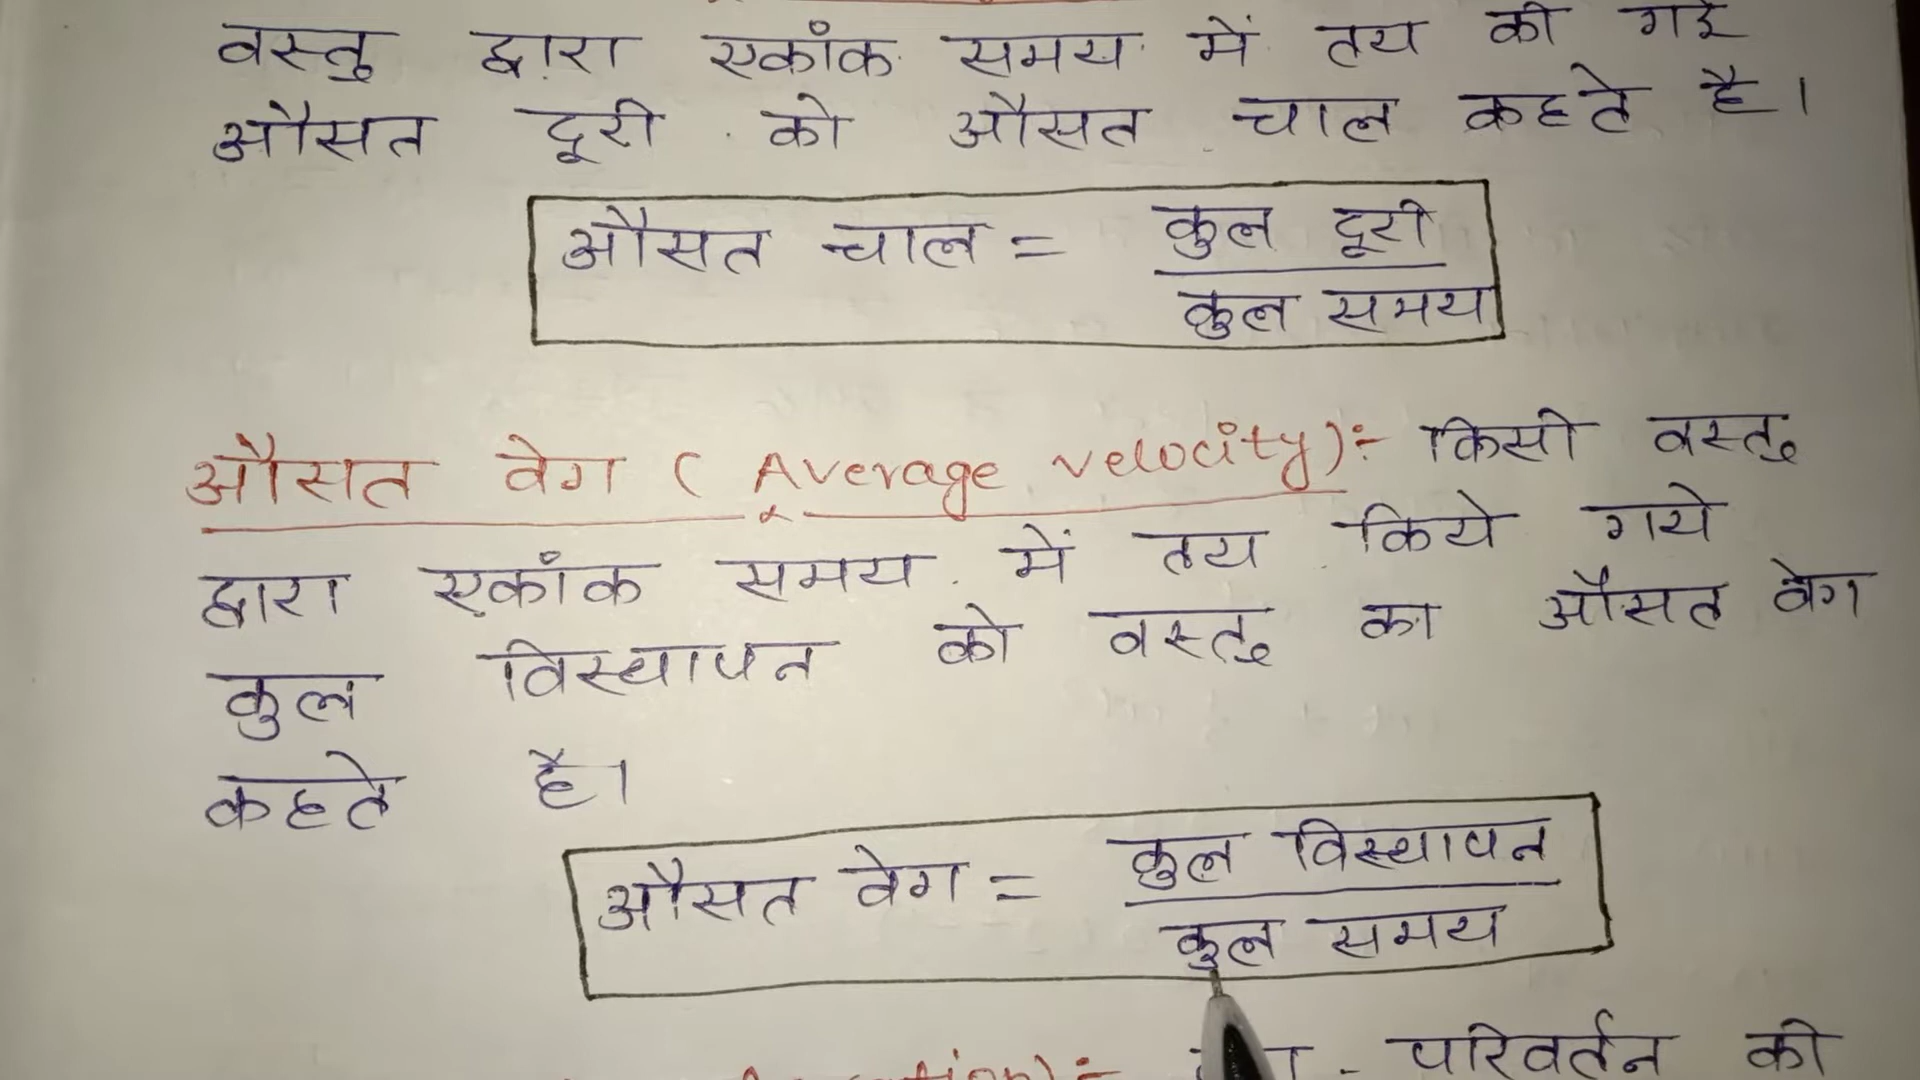 वस्तु द्वारा एकांक समय में तय की गई
औसत दूरी को औसत चाल कहते है।
औसत चाल = कुल दूरी
कुल समय
औसत वेग ( Average velocity):- किसी वस्तु
द्वारा एकांक समय में तय किये गये
कुल विस्थापन को वस्तु का औसत वेग
कहते है।
औसत वेग = कुल विस्थापन
कुल समय
परिवर्तन की